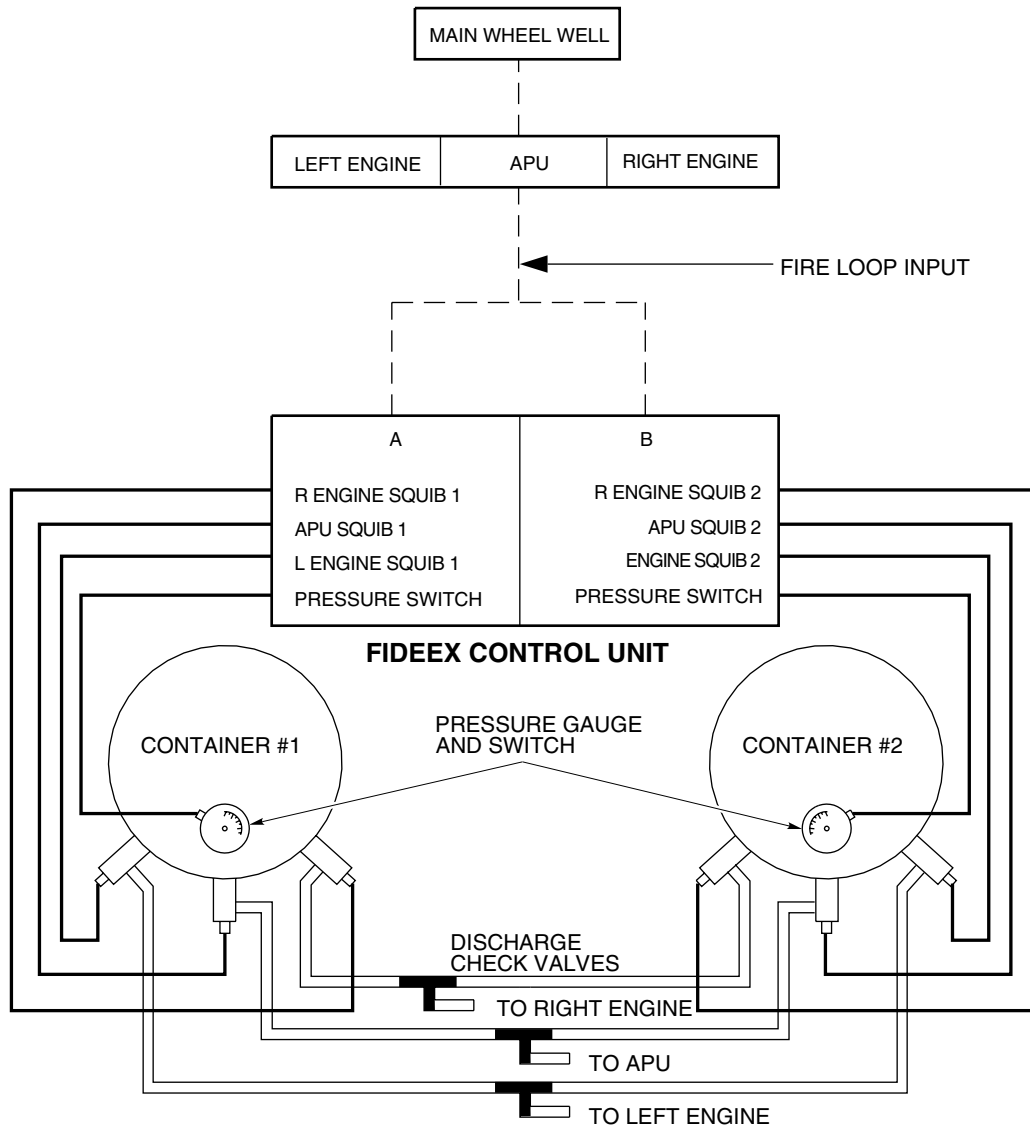 MAIN WHEEL WELL
LEFT ENGINE
APU
RIGHT ENGINE
FIRE LOOP INPUT
A
B
R ENGINE SQUIB 1
APU SQUIB 1
L ENGINE SQUIB 1
PRESSURE SWITCH
R ENGINE SQUIB 2
APU SQUIB 2
ENGINE SQUIB 2
PRESSURE SWITCH
FIDEEX CONTROL UNIT
CONTAINER #1
PRESSURE GAUGE
AND SWITCH
CONTAINER #2
DISCHARGE
CHECK VALVES
TO RIGHT ENGINE
TO APU
TO LEFT ENGINE